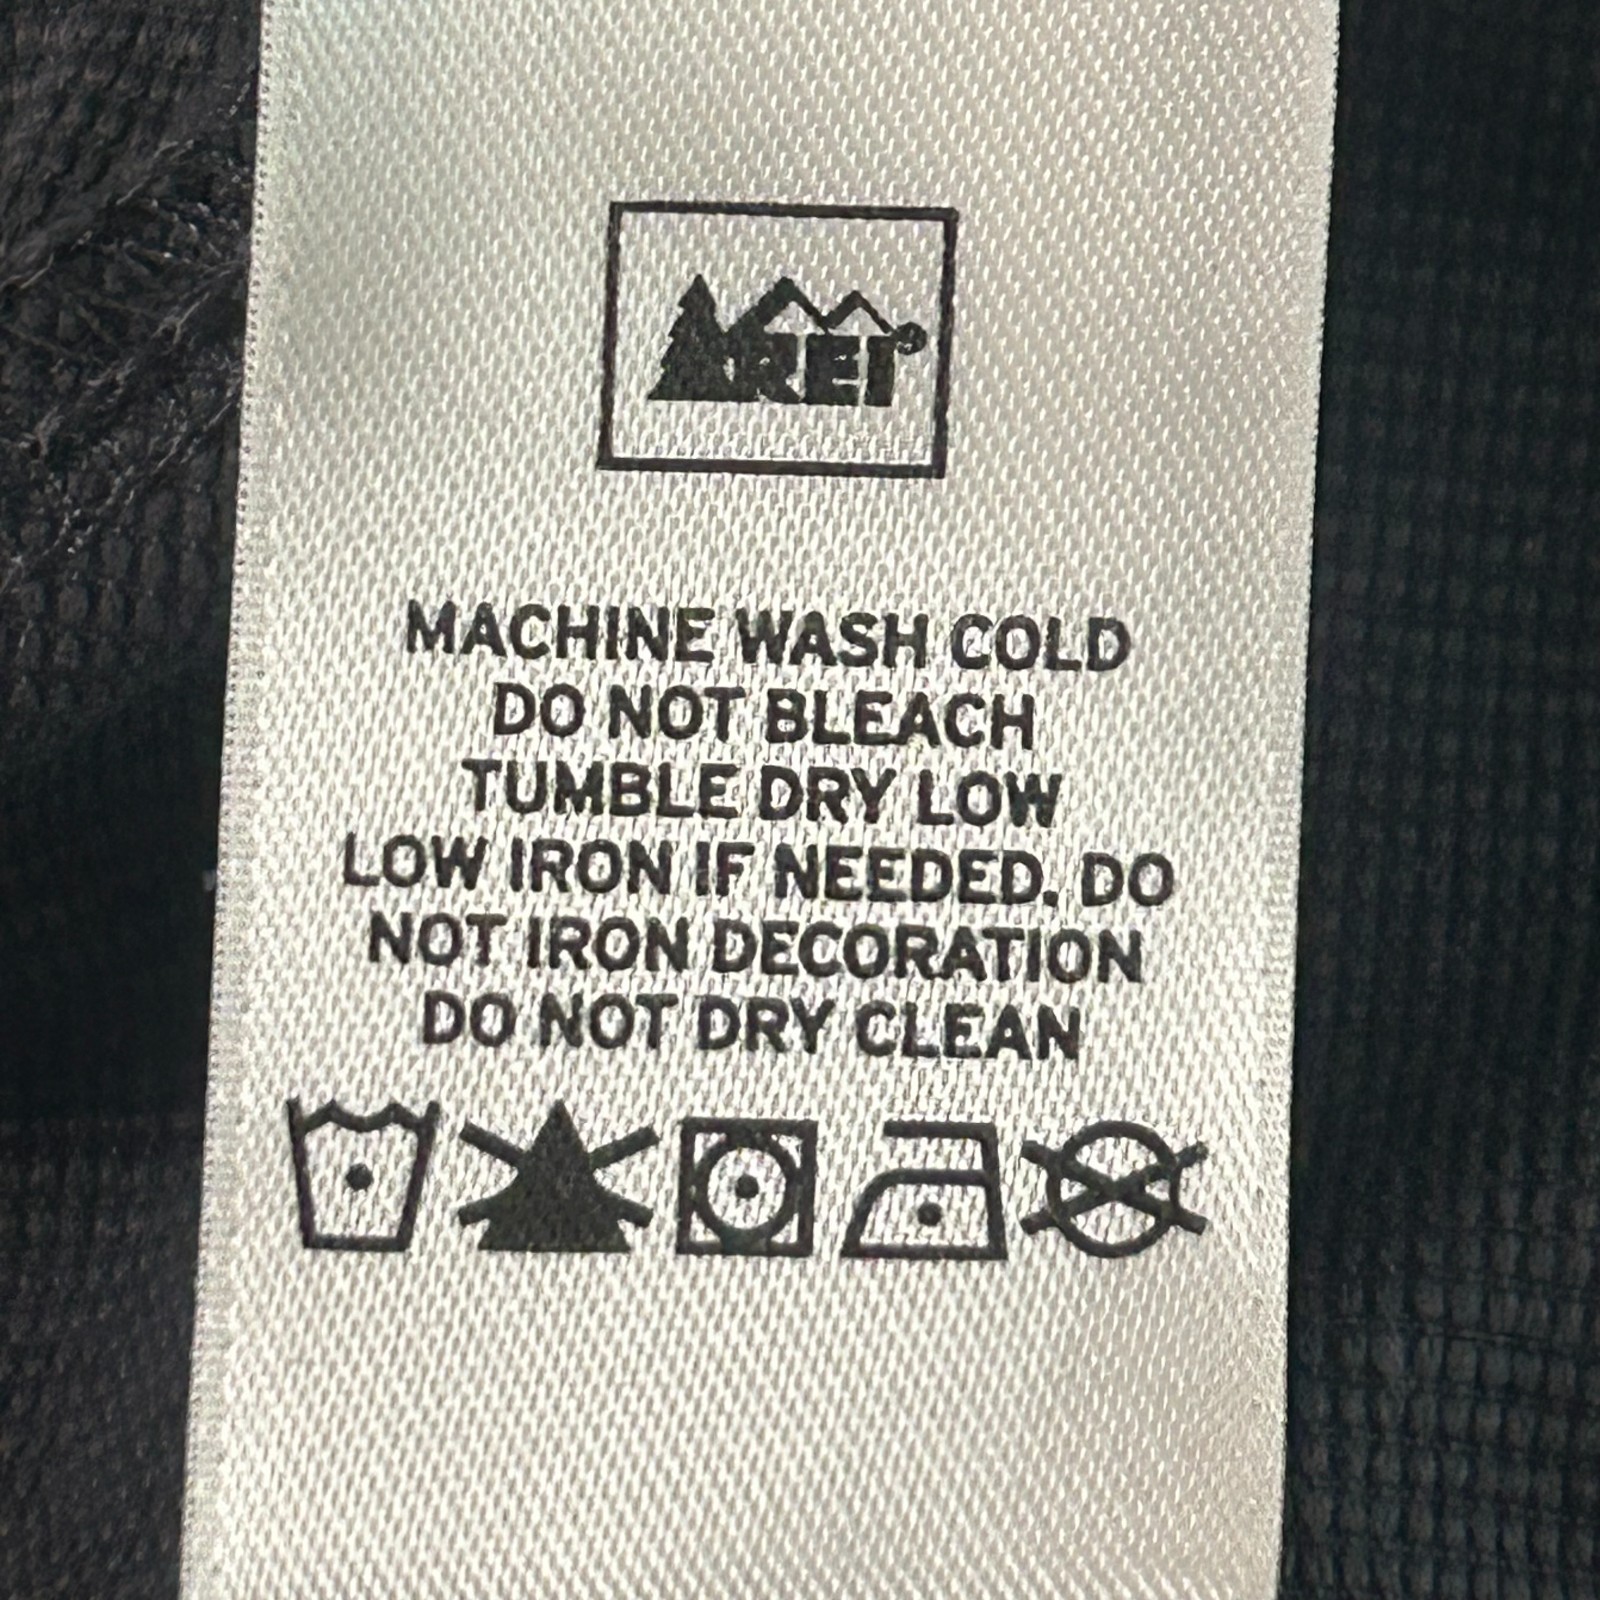 REI®
MACHINE WASH COLD
DO NOT BLEACH
TUMBLE DRY LOW
LOW IRON IF NEEDED. DO
NOT IRON DECORATION
DO NOT DRY CLEAN